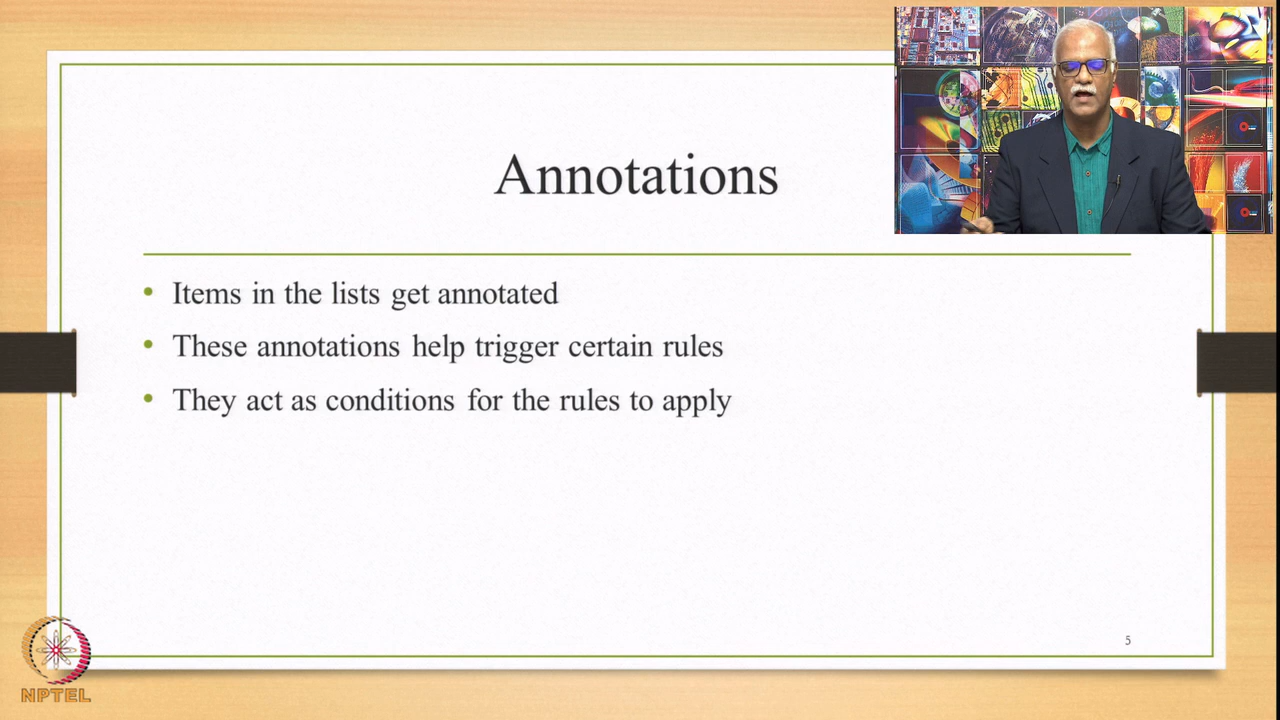 Annotations
• Items in the lists get annotated
• These annotations help trigger certain rules
• They act as conditions for the rules to apply
5
NPTEL